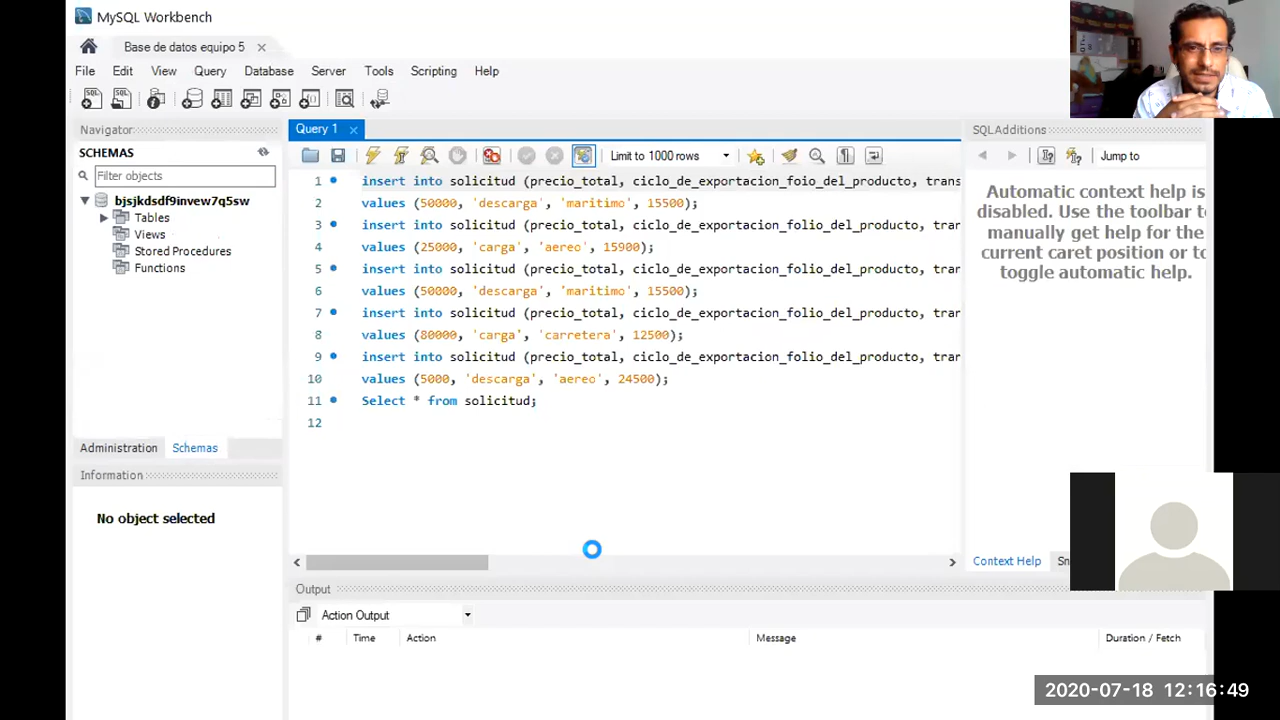 MySQL Workbench
Base de datos equipo 5
File Edit View Query Database Server Tools Scripting Help
Navigator
SCHEMAS
Filter objects
bjsjkdsdf9invew7q5sw
Tables
Views
Stored Procedures
Functions
Administration Schemas
Information
No object selected
Query 1
Limit to 1000 rows
1 insert into solicitud (precio_total, ciclo_de_exportacion_foio_del_producto, trans
2 values (50000, 'descarga', 'maritimo', 15500);
3 insert into solicitud (precio_total, ciclo_de_exportacion_folio_del_producto, tran
4 values (25000, 'carga', 'aereo', 15900);
5 insert into solicitud (precio_total, ciclo_de_exportacion_folio_del_producto, tran
6 values (50000, 'descarga', 'maritimo', 15500);
7 insert into solicitud (precio_total, ciclo_de_exportacion_folio_del_producto, tran
8 values (80000, 'carga', 'carretera', 12500);
9 insert into solicitud (precio_total, ciclo_de_exportacion_folio_del_producto, tran
10 values (5000, 'descarga', 'aereo', 24500);
11 Select * from solicitud;
12
SQLAdditions
Jump to
Automatic context help is
disabled. Use the toolbar to
manually get help for the
current caret position or to
toggle automatic help.
Context Help Sn
Output
Action Output
# Time Action Message Duration / Fetch
2020-07-18 12:16:49